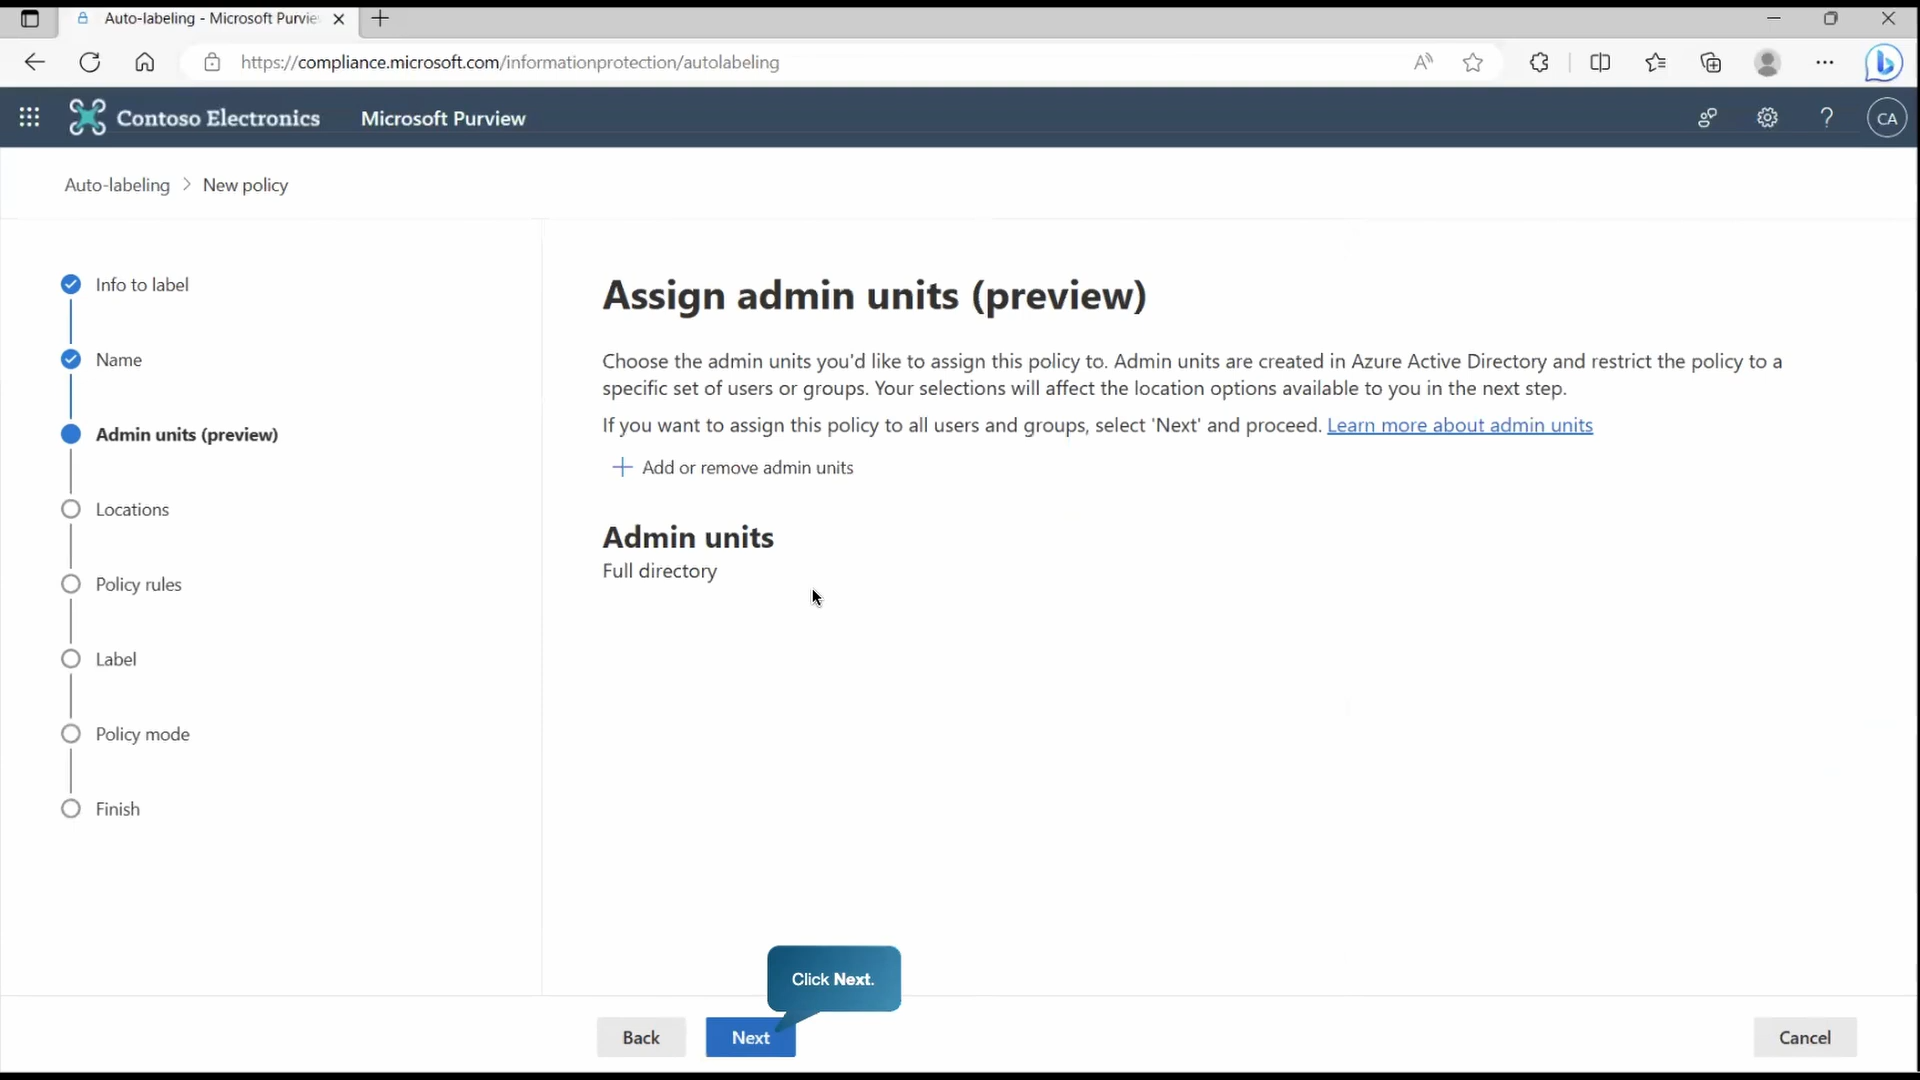 Auto-labeling - Microsoft Purvie
https://compliance.microsoft.com/informationprotection/autolabeling
Contoso Electronics
Microsoft Purview
CA
Auto-labeling > New policy
Info to label
Name
Admin units (preview)
Locations
Policy rules
Label
Policy mode
Finish
Assign admin units (preview)
Choose the admin units you'd like to assign this policy to. Admin units are created in Azure Active Directory and restrict the policy to a
specific set of users or groups. Your selections will affect the location options available to you in the next step.
If you want to assign this policy to all users and groups, select 'Next' and proceed. Learn more about admin units
Add or remove admin units
Admin units
Full directory
Click Next.
Back
Next
Cancel